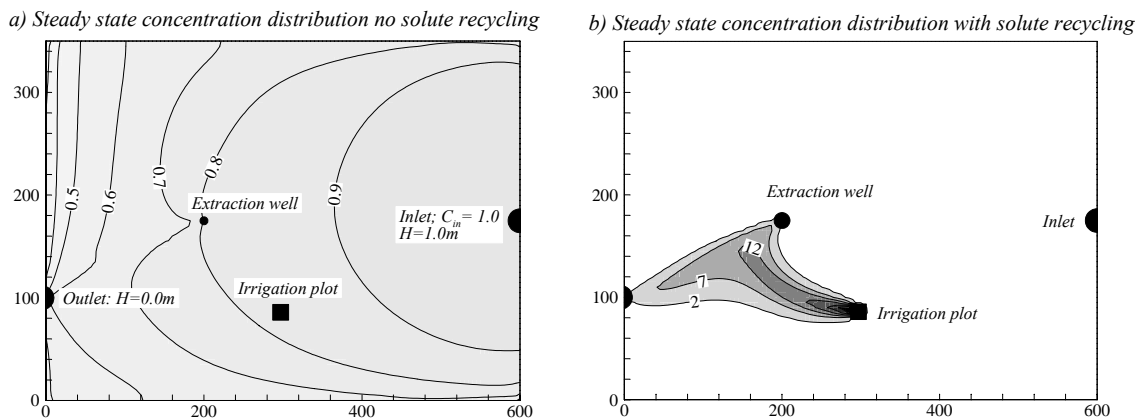 a) Steady state concentration distribution no solute recycling
b) Steady state concentration distribution with solute recycling
300
200
100
0
0
200
400
600
0.5
0.6
0.7
0.8
0.9
Extraction well
Inlet; Cin= 1.0
H=1.0m
Irrigation plot
Outlet: H=0.0m
300
200
100
0
0
200
400
600
Extraction well
Inlet
12
7
2
Irrigation plot